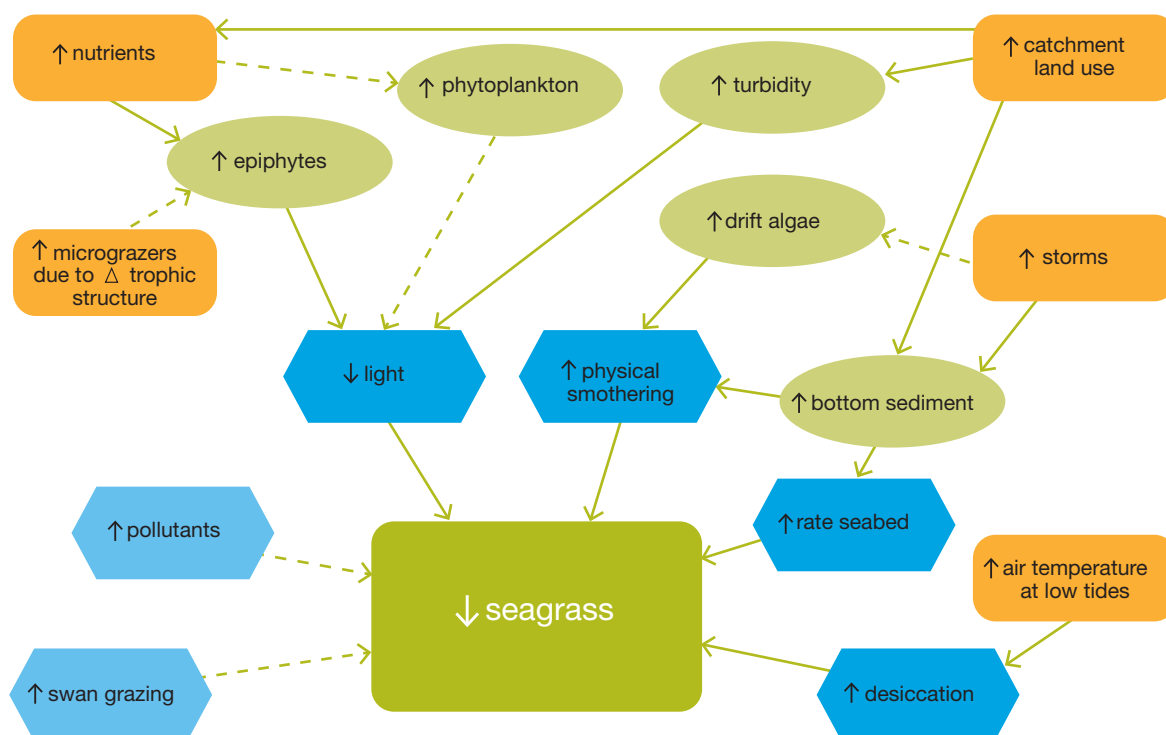 ↑ nutrients
↑ catchment
land use
↑ phytoplankton
↑ turbidity
↑ epiphytes
↑ drift algae
↑ micrograzers
due to Δ trophic
structure
↑ storms
↓ light
↑ physical
smothering
↑ bottom sediment
↑ pollutants
↑ rate seabed
↑ air temperature
at low tides
↓ seagrass
↑ swan grazing
↑ desiccation